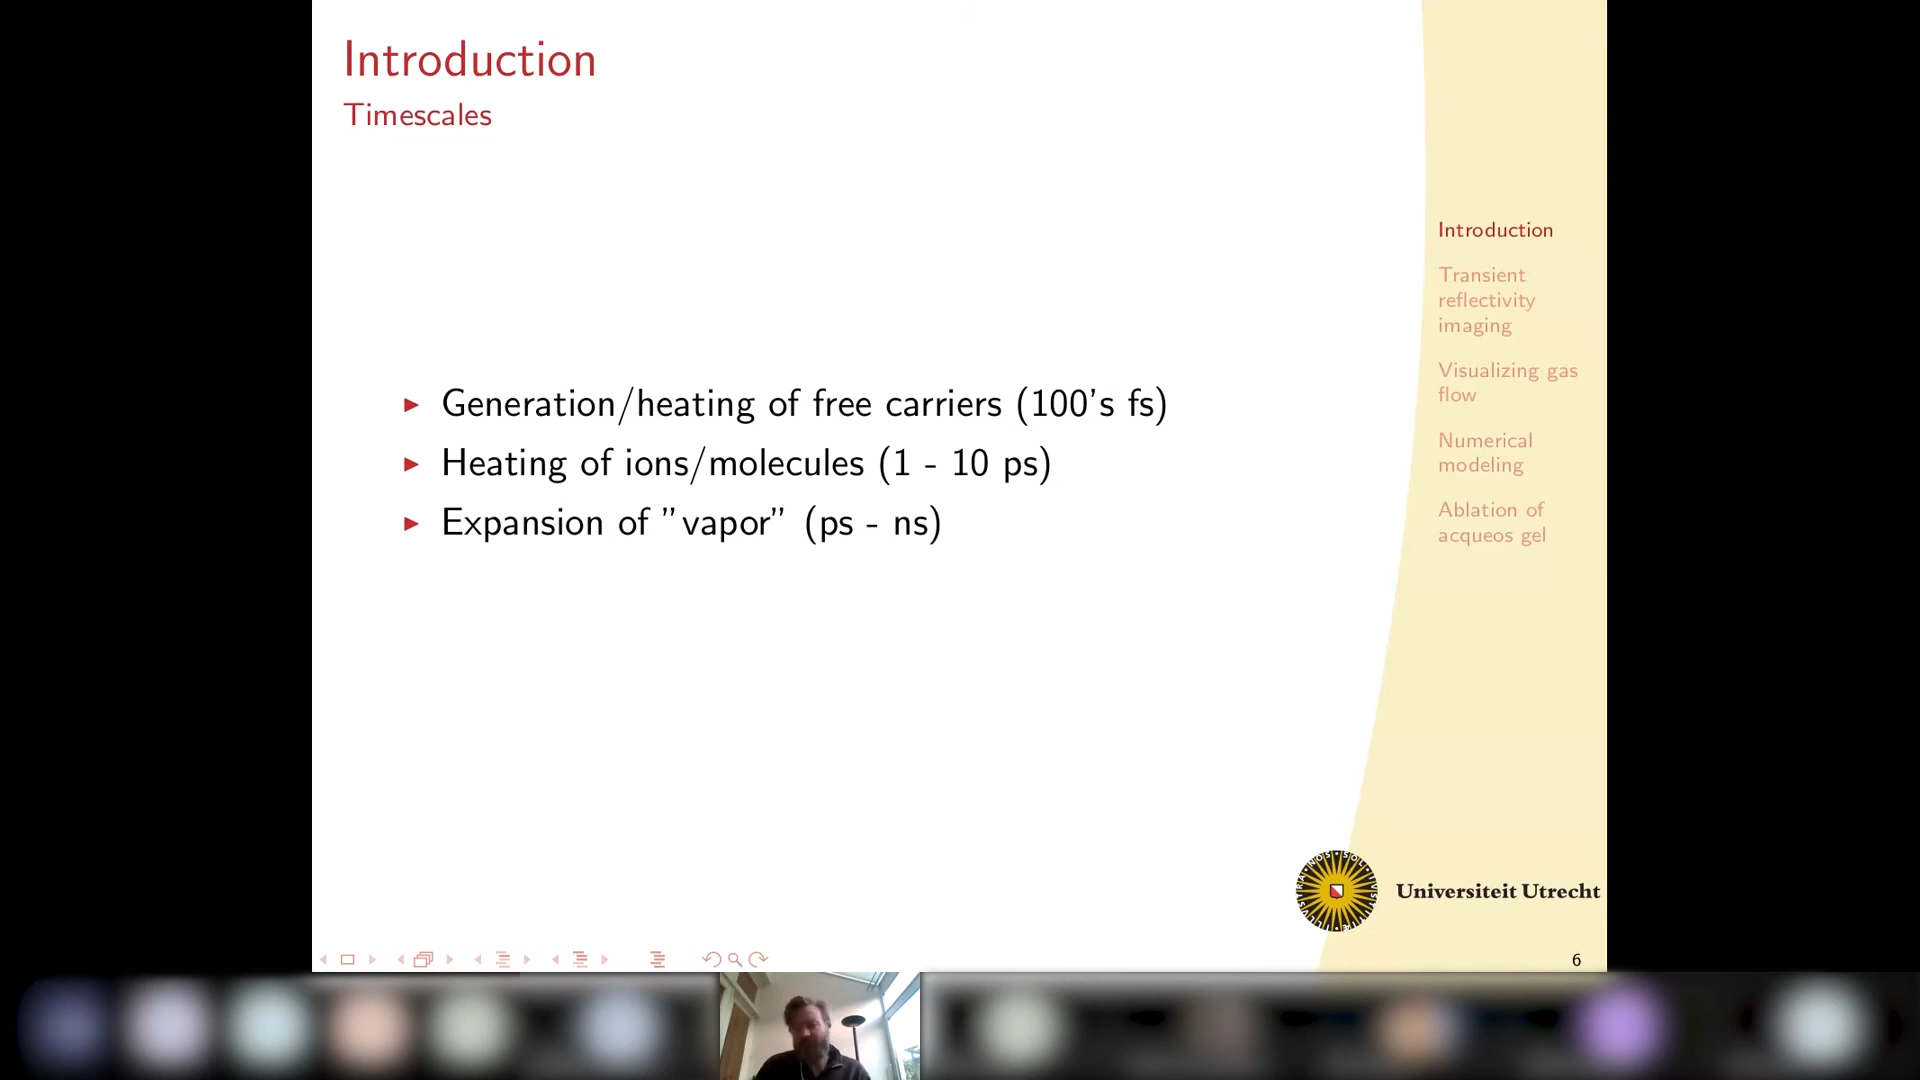 Introduction
Timescales
Generation/heating of free carriers (100's fs)
Heating of ions/molecules (1 - 10 ps)
Expansion of ”vapor” (ps - ns)
Introduction
Transient
reflectivity
imaging
Visualizing gas
flow
Numerical
modeling
Ablation of
acqueos gel
Universiteit Utrecht
6